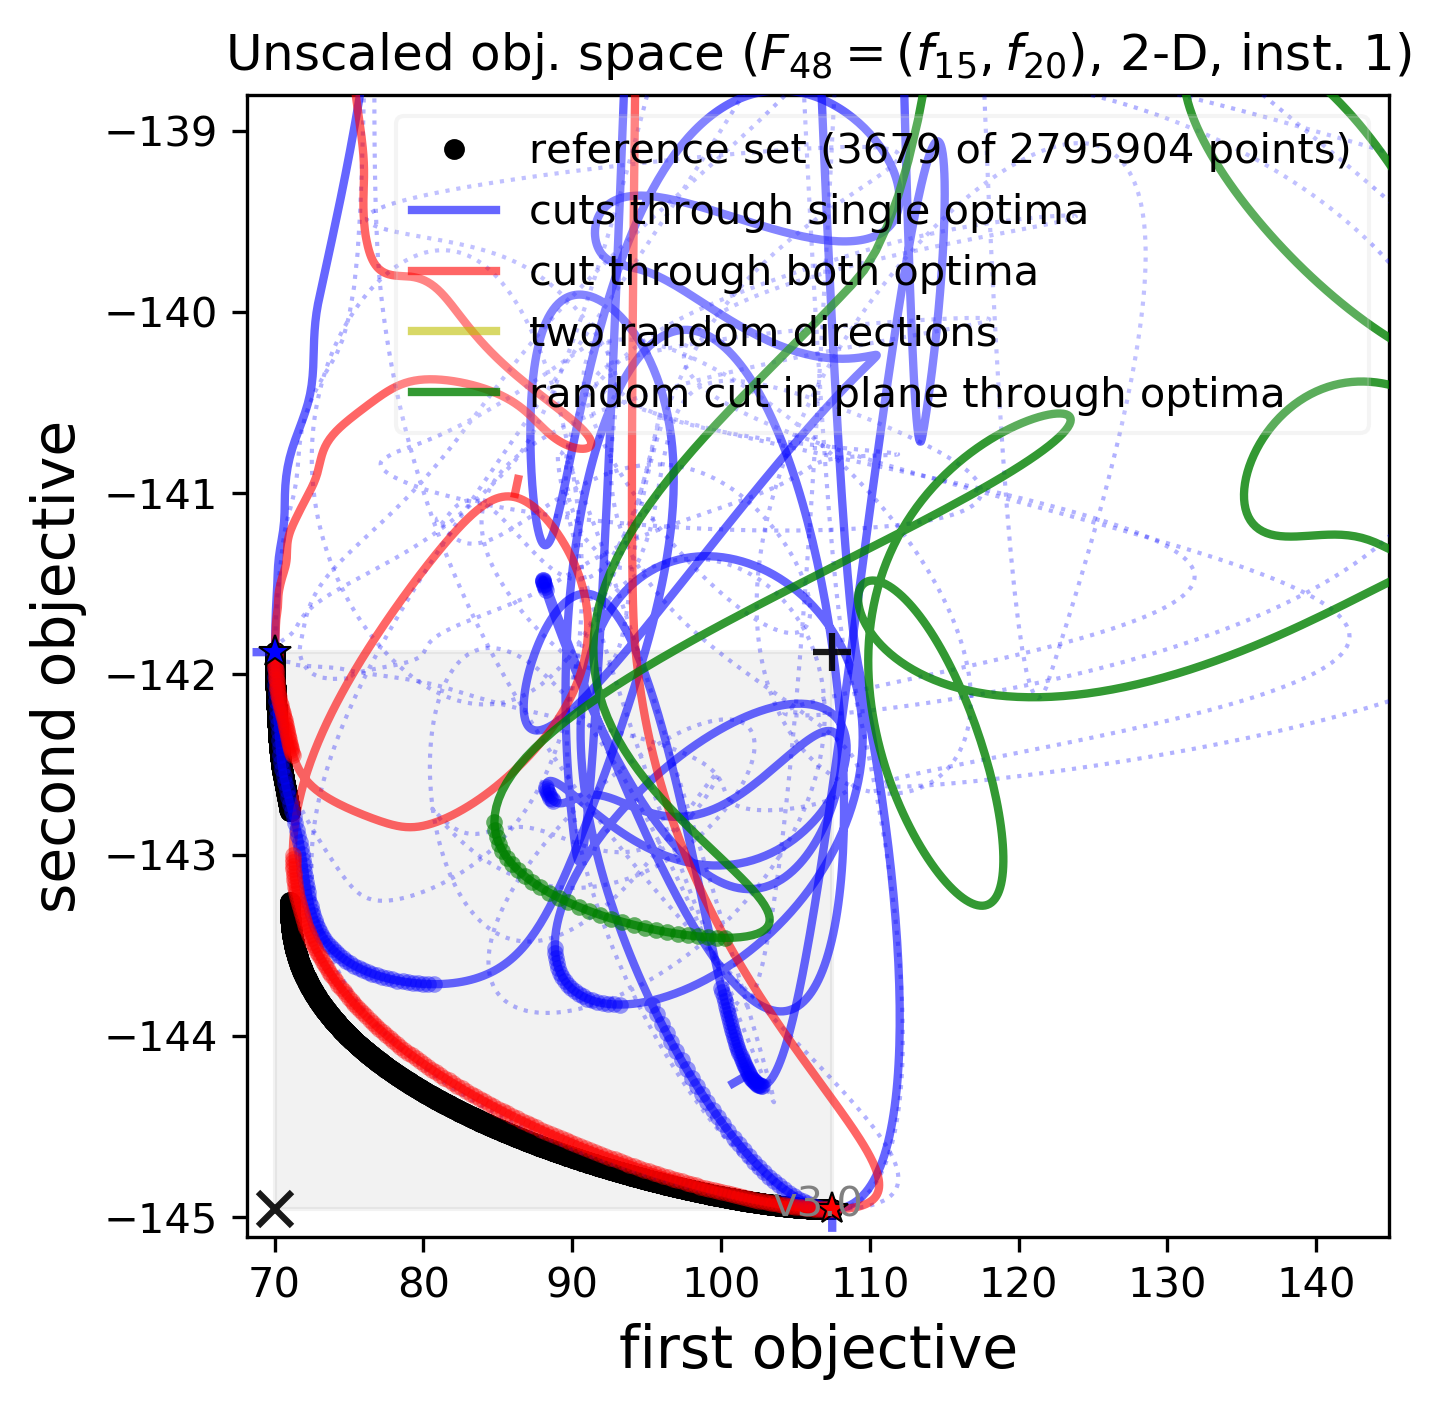 Unscaled obj. space (F₄₈ = (f₁₅, f₂₀), 2-D, inst. 1)
reference set (3679 of 2795904 points)
cuts through single optima
cut through both optima
two random directions
random cut in plane through optima
second objective
−139
−140
−141
−142
−143
−144
−145
v3.0
70 80 90 100 110 120 130 140
first objective